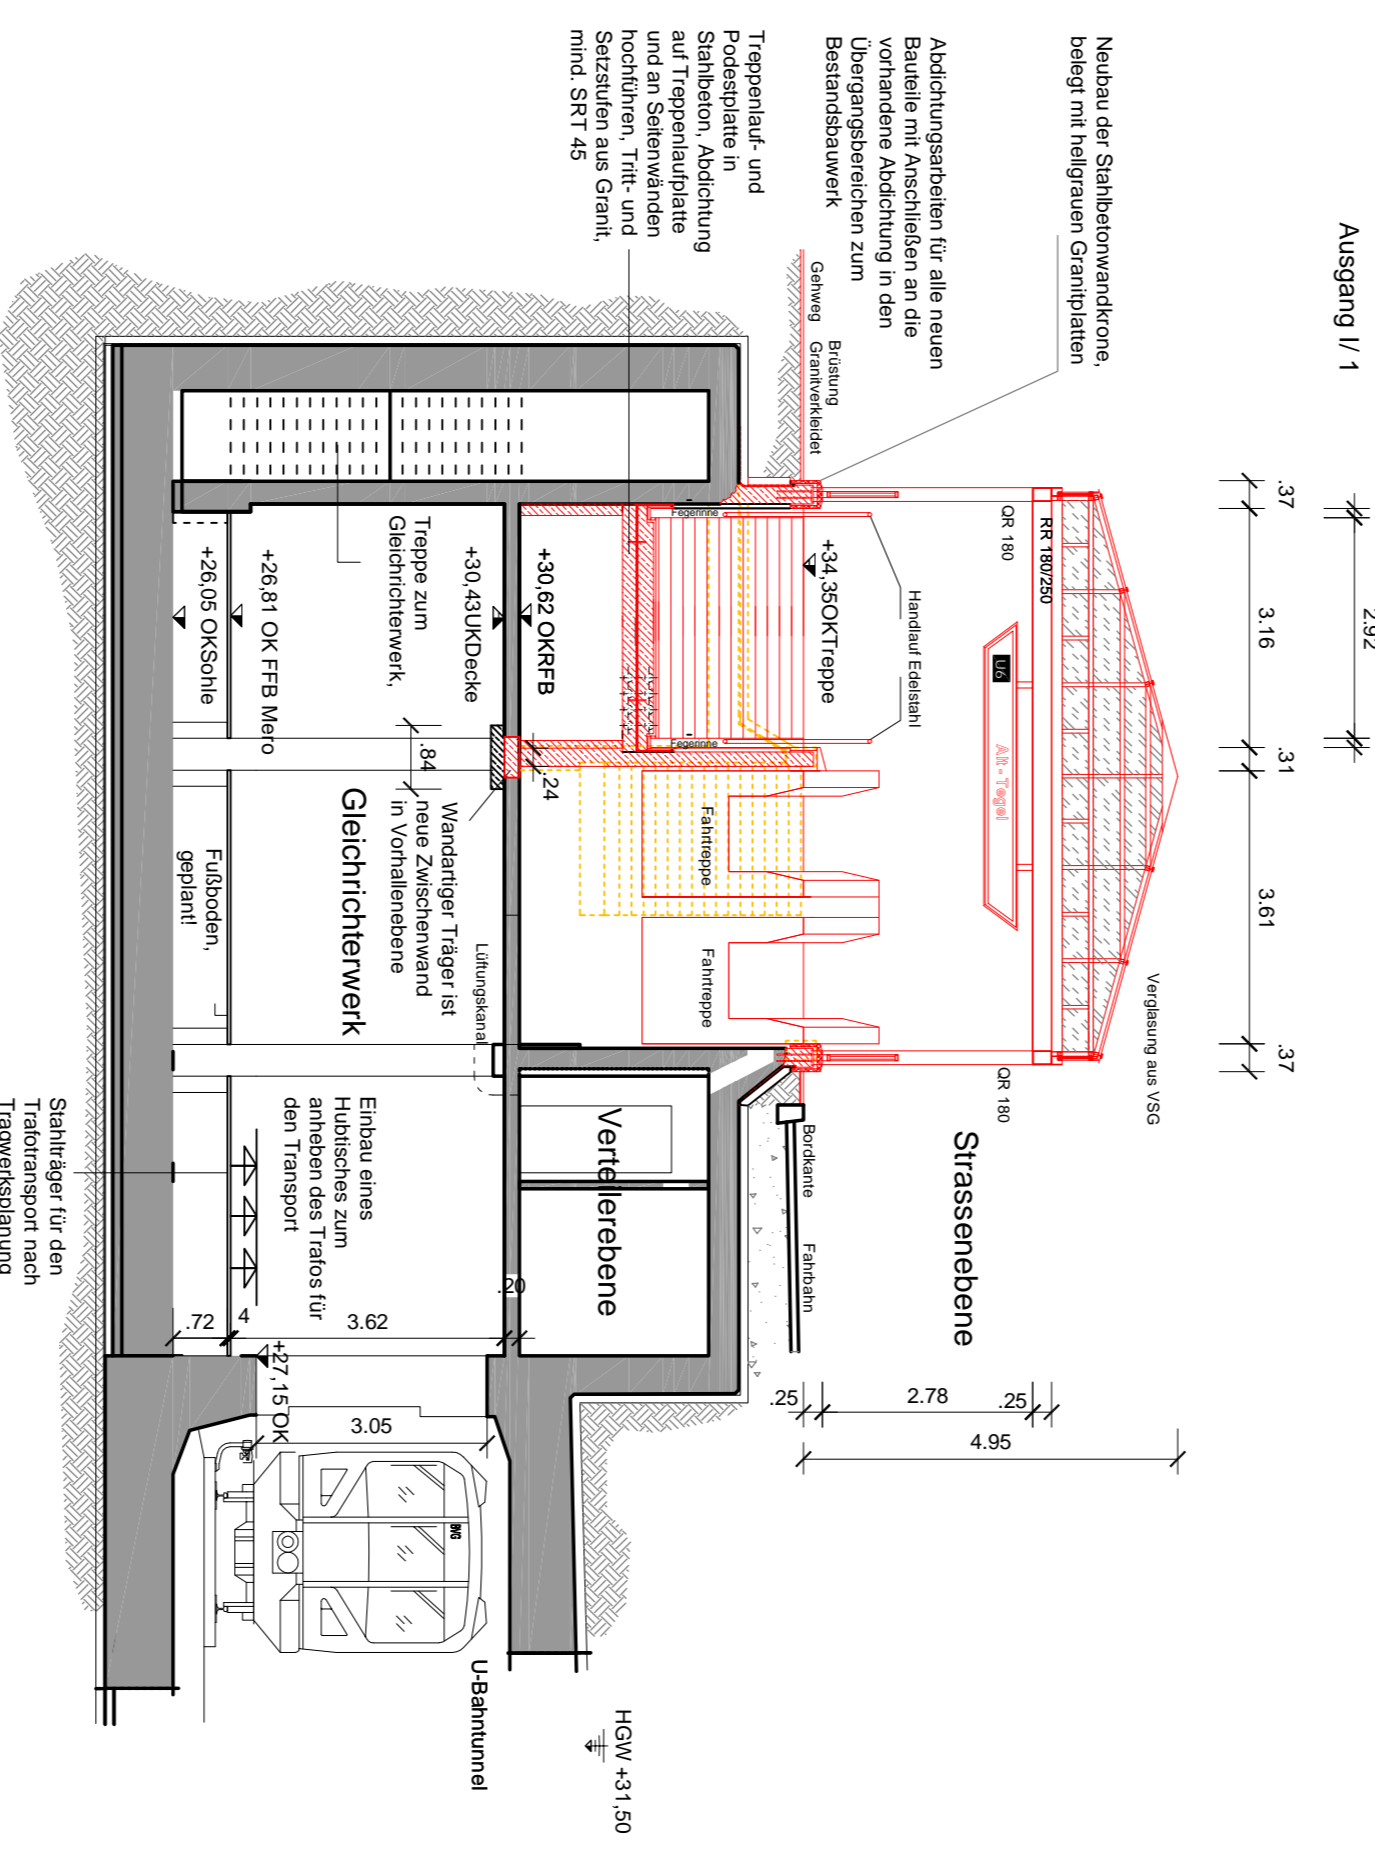 Ausgang I/ 1
2.92
.37
3.16
.31
3.61
.37
Neubau der Stahlbetonwandkrone,
belegt mit hellgrauen Granitplatten
Verglasung aus VSG
Abdichtungsarbeiten für alle neuen
Bauteile mit Anschließen an die
vorhandene Abdichtung in den
Übergangsbereichen zum
Bestandsbauwerk
RR 180/250
QR 180
QR 180
U6
Alt-Tegel
Strassenebene
Handlauf Edelstahl
.25
2.78
.25
4.95
Gehweg
Brüstung
Granitverkleidet
+34,35OKTreppe
Bordkante
Fahrbahn
Treppenlauf- und
Podestplatte in
Stahlbeton, Abdichtung
auf Treppenlaufplatte
und an Seitenwänden
hochführen, Tritt- und
Setzstufen aus Granit,
mind. SRT 45
Fegerinne
Fegerinne
Fahrtreppe
Fahrtreppe
Verteilerebene
HGW +31,50
+30,62 OKRFB
.24
.20
+30,43UKDecke
Lüftungskanal
U-Bahntunnel
Treppe zum
Gleichrichterwerk,
.84
Wandartiger Träger ist
neue Zwischenwand
in Vorhallenebene
Gleichrichterwerk
BVG
Einbau eines
Hubtisches zum
anheben des Trafos für
den Transport
3.62
3.05
+27,15 OK
4
.72
+26,81 OK FFB Mero
+26,05 OKSohle
Fußboden,
geplant!
Stahlträger für den
Trafotransport nach
Tragwerksplanung